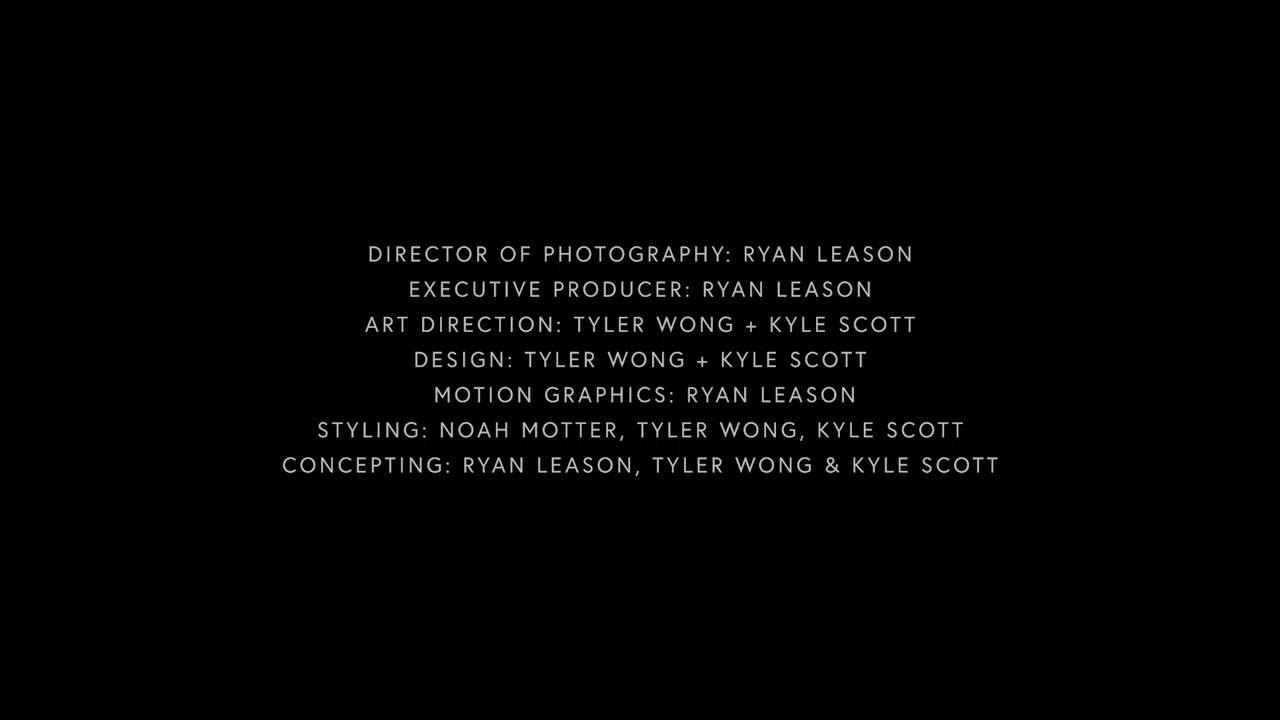 DIRECTOR OF PHOTOGRAPHY: RYAN LEASON
EXECUTIVE PRODUCER: RYAN LEASON
ART DIRECTION: TYLER WONG + KYLE SCOTT
DESIGN: TYLER WONG + KYLE SCOTT
MOTION GRAPHICS: RYAN LEASON
STYLING: NOAH MOTTER, TYLER WONG, KYLE SCOTT
CONCEPTING: RYAN LEASON, TYLER WONG & KYLE SCOTT